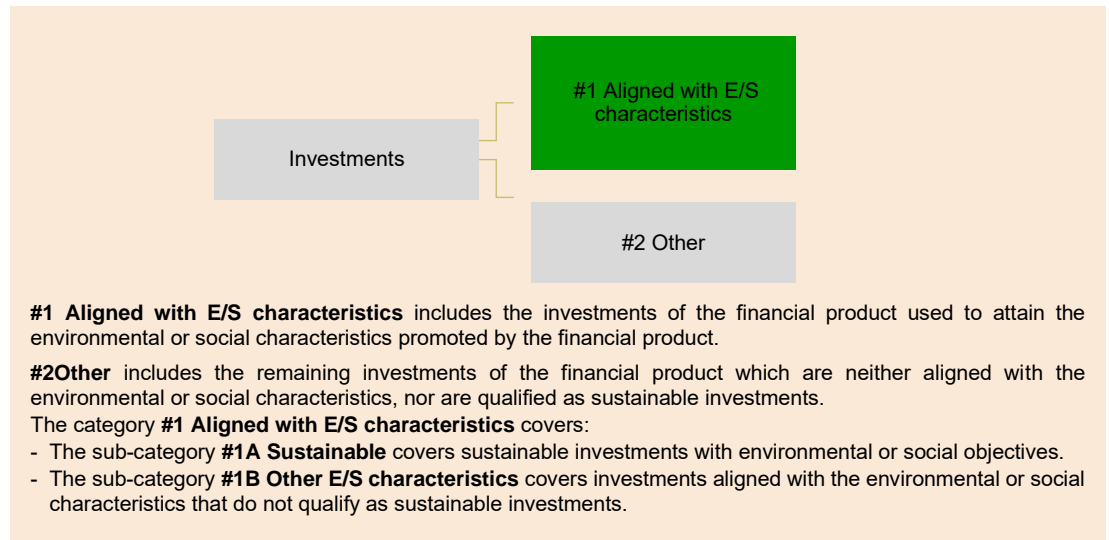 #1 Aligned with E/S
characteristics
Investments
#2 Other
#1 Aligned with E/S characteristics includes the investments of the financial product used to attain the
environmental or social characteristics promoted by the financial product.
#2Other includes the remaining investments of the financial product which are neither aligned with the
environmental or social characteristics, nor are qualified as sustainable investments.
The category #1 Aligned with E/S characteristics covers:
- The sub-category #1A Sustainable covers sustainable investments with environmental or social objectives.
- The sub-category #1B Other E/S characteristics covers investments aligned with the environmental or social
characteristics that do not qualify as sustainable investments.